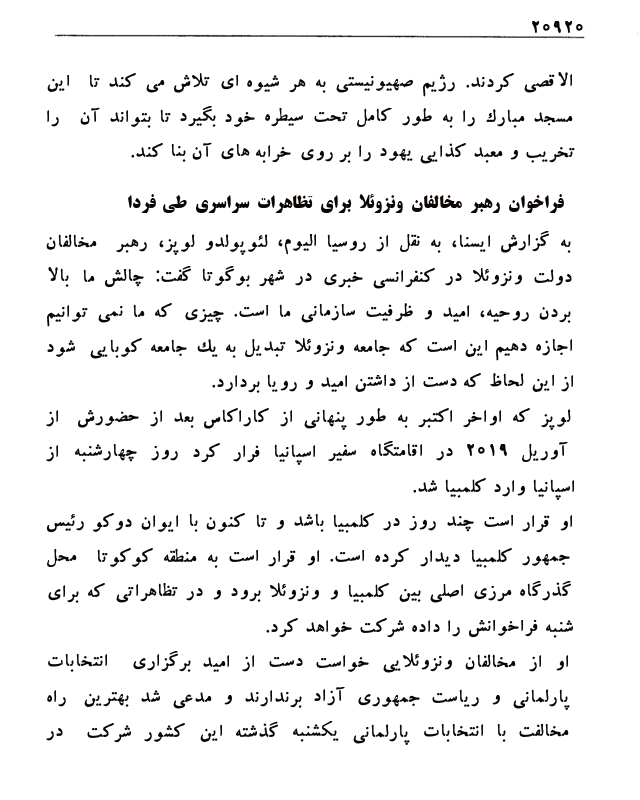 ۲۰۹۲۰
الاقصی کردند. رژیم صهیونیستی به هر شیوه ای تلاش می کند تا این
مسجد مبارك را به طور کامل تحت سیطره خود بگیرد تا بتواند آن را
تخریب و معبد کذایی یهود را بر روی خرابه های آن بنا کند.
فراخوان رهبر مخالفان ونزوئلا برای تظاهرات سراسری طی فردا
به گزارش ایسنا، به نقل از روسیا الیوم، لئوپولدو لوپز، رهبر مخالفان
دولت ونزوئلا در کنفرانسی خبری در شهر بوگوتا گفت: چالش ما بالا
بردن روحیه، امید و ظرفیت سازمانی ما است. چیزی که ما نمی توانیم
اجازه دهیم این است که جامعه ونزوئلا تبدیل به یك جامعه کوبایی شود
از این لحاظ که دست از داشتن امید و رویا بردارد.
لوپز که اواخر اکتبر به طور پنهانی از کاراکاس بعد از حضورش از
آوریل ۲۰۱۹ در اقامتگاه سفیر اسپانیا فرار کرد روز چهارشنبه از
اسپانیا وارد کلمبیا شد.
او قرار است چند روز در کلمبیا باشد و تا کنون با ایوان دوکو رئیس
جمهور کلمبیا دیدار کرده است. او قرار است به منطقه کوکوتا محل
گذرگاه مرزی اصلی بین کلمبیا و ونزوئلا برود و در تظاهراتی که برای
شنبه فراخوانش را داده شرکت خواهد کرد.
او از مخالفان ونزوئلایی خواست دست از امید برگزاری انتخابات
پارلمانی و ریاست جمهوری آزاد برندارند و مدعی شد بهترین راه
مخالفت با انتخابات پارلمانی یکشنبه گذشته این کشور شرکت در